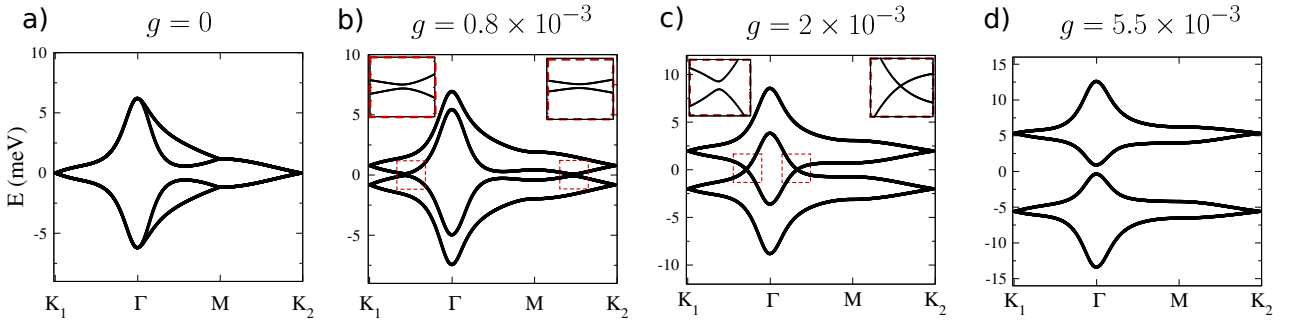 a) g = 0
b) g = 0.8 × 10⁻³
c) g = 2 × 10⁻³
d) g = 5.5 × 10⁻³
E (meV)
10
5
0
-5
K₁ Γ M K₂
10
5
0
-5
K₁ Γ M K₂
10
5
0
-5
-10
K₁ Γ M K₂
15
10
5
0
-5
-10
-15
K₁ Γ M K₂